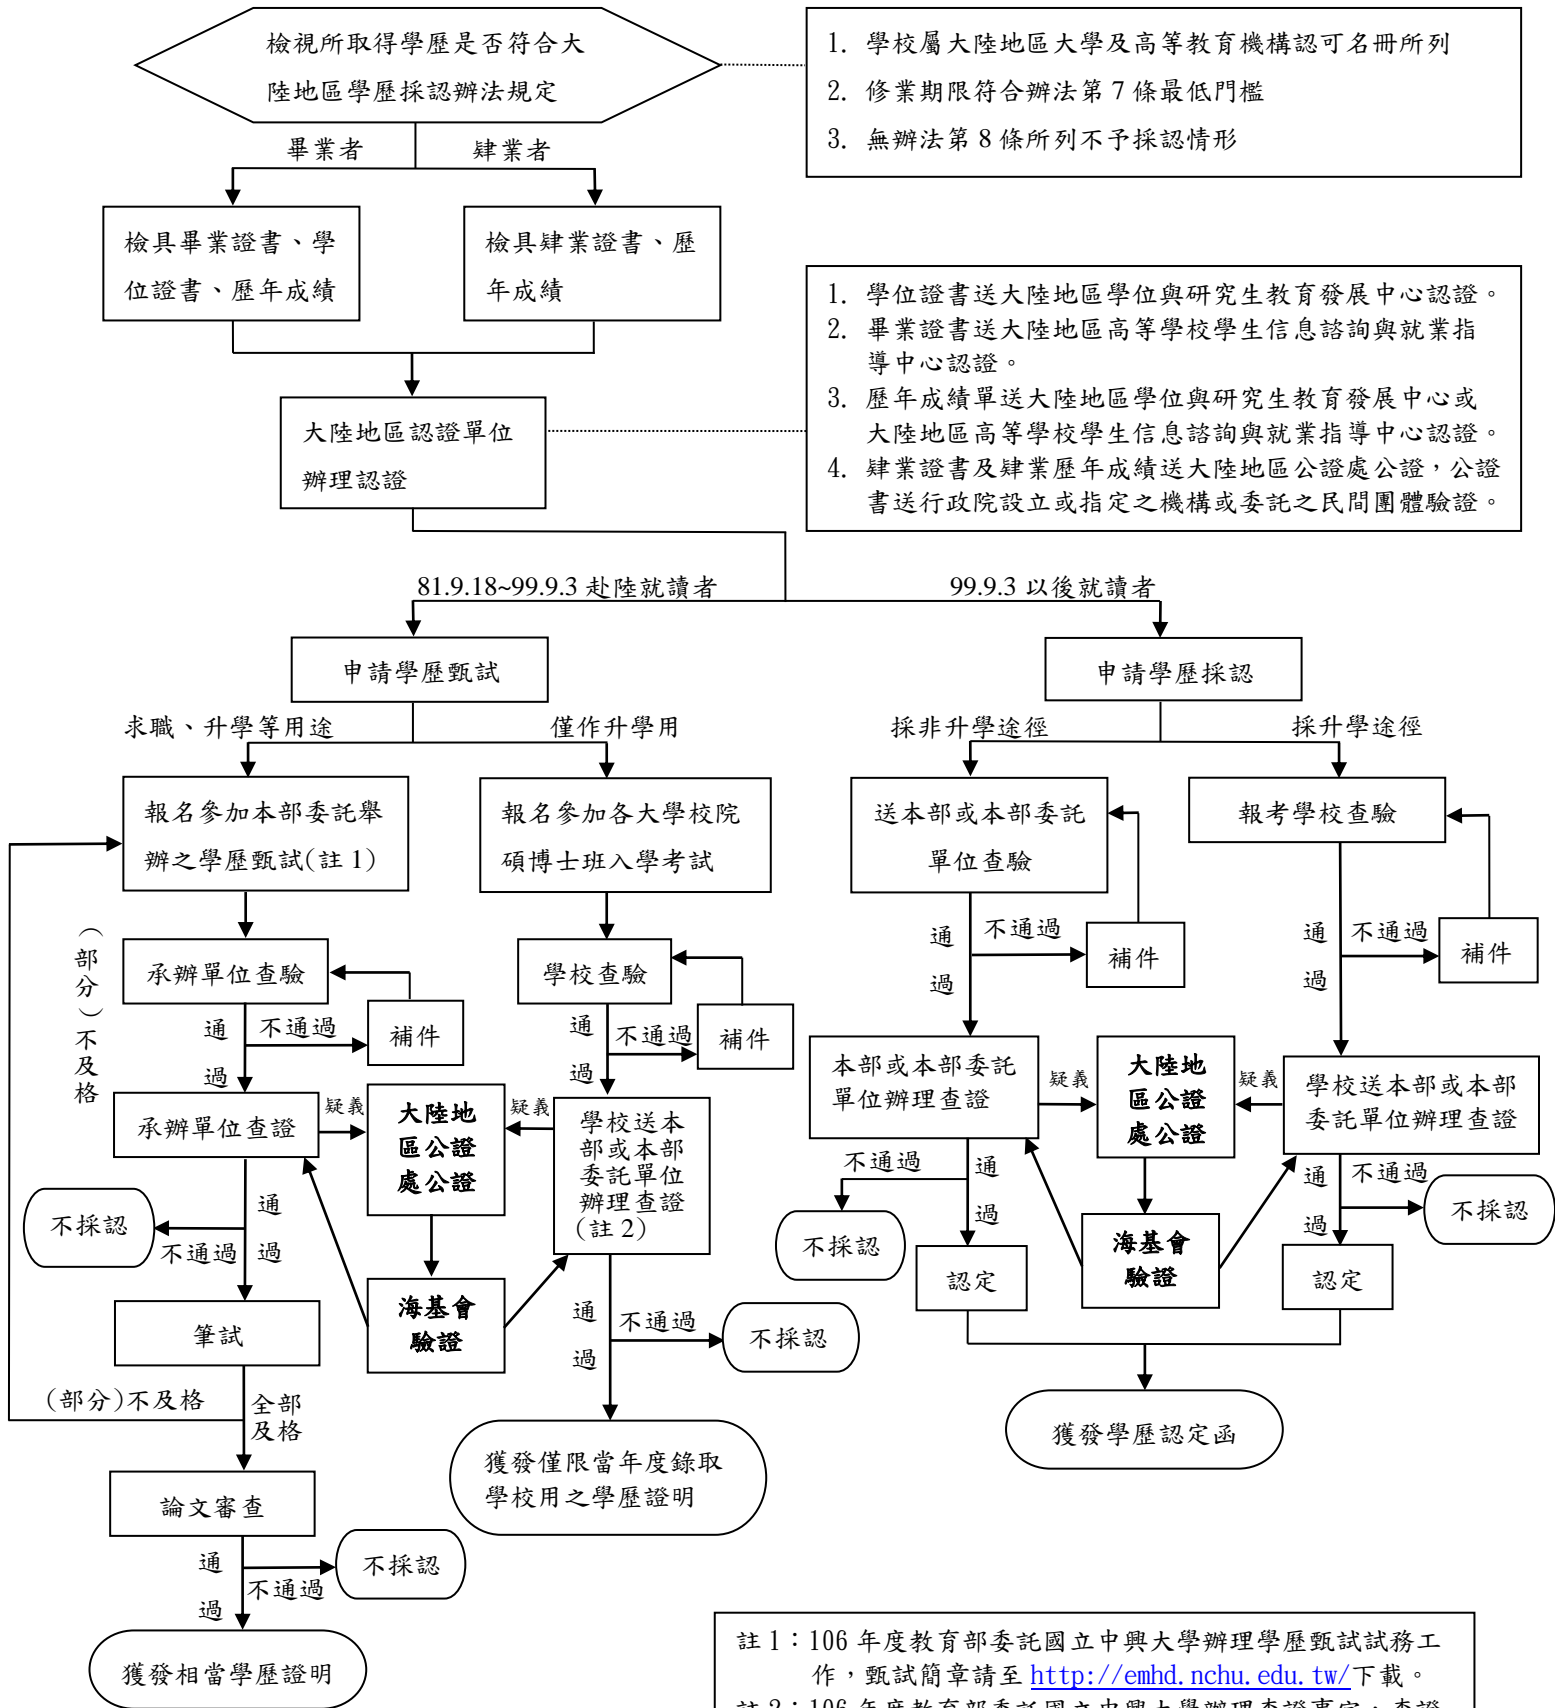 檢視所取得學歷是否符合大
陸地區學歷採認辦法規定
1. 學校屬大陸地區大學及高等教育機構認可名冊所列
2. 修業期限符合辦法第 7 條最低門檻
3. 無辦法第 8 條所列不予採認情形
畢業者
肄業者
檢具畢業證書、學
位證書、歷年成績
檢具肄業證書、歷
年成績
1. 學位證書送大陸地區學位與研究生教育發展中心認證。
2. 畢業證書送大陸地區高等學校學生信息諮詢與就業指
導中心認證。
3. 歷年成績單送大陸地區學位與研究生教育發展中心或
大陸地區高等學校學生信息諮詢與就業指導中心認證。
4. 肄業證書及肄業歷年成績送大陸地區公證處公證，公證
書送行政院設立或指定之機構或委託之民間團體驗證。
大陸地區認證單位
辦理認證
81.9.18~99.9.3 赴陸就讀者
99.9.3 以後就讀者
申請學歷甄試
申請學歷採認
求職、升學等用途
僅作升學用
採非升學途徑
採升學途徑
報名參加本部委託舉
辦之學歷甄試(註 1)
報名參加各大學校院
碩博士班入學考試
送本部或本部委託
單位查驗
報考學校查驗
(部分)不及格
承辦單位查驗
學校查驗
通過
不通過
補件
通過
不通過
補件
通過
不通過
補件
通過
不通過
補件
承辦單位查證
疑義
大陸地
區公證
處公證
疑義
學校送本
部或本部
委託單位
辦理查證
(註 2)
本部或本部委託
單位辦理查證
疑義
大陸地
區公證
處公證
疑義
學校送本部或本部
委託單位辦理查證
不採認
不通過
通過
海基會
驗證
不通過
通過
不採認
海基會
驗證
通過
不通過
不採認
認定
認定
筆試
通過
不通過
不採認
(部分)不及格
全部
及格
獲發學歷認定函
獲發僅限當年度錄取
學校用之學歷證明
論文審查
通過
不通過
不採認
獲發相當學歷證明
註 1：106 年度教育部委託國立中興大學辦理學歷甄試試務工
作，甄試簡章請至 http://emhd.nchu.edu.tw/下載。
註 2：106 年度教育部委託國立中興大學辦理查證事宜，查證